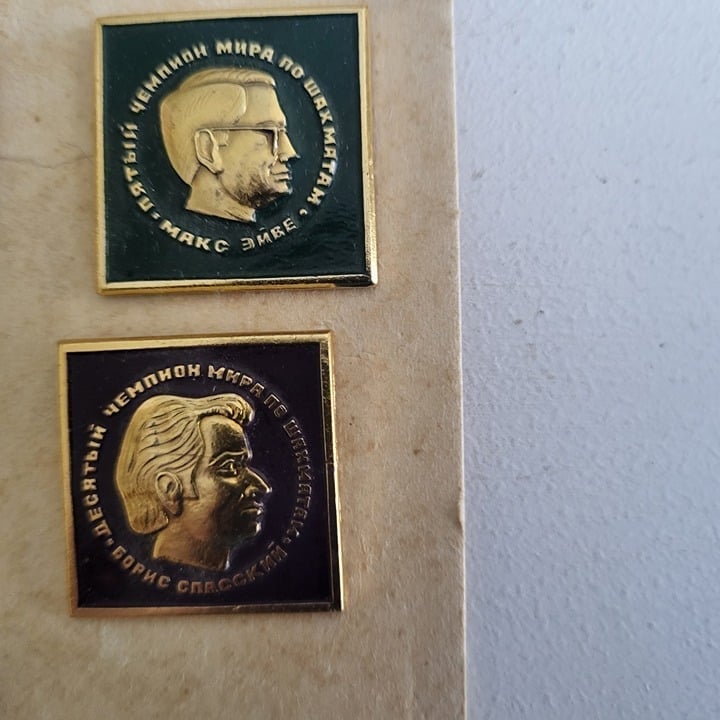 ПЯТЫЙ ЧЕМПИОН МИРА ПО ШАХМАТАМ •
МАКС ЭЙВЕ •
ДЕСЯТЫЙ ЧЕМПИОН МИРА ПО ШАХМАТАМ •
БОРИС СПАССКИЙ •